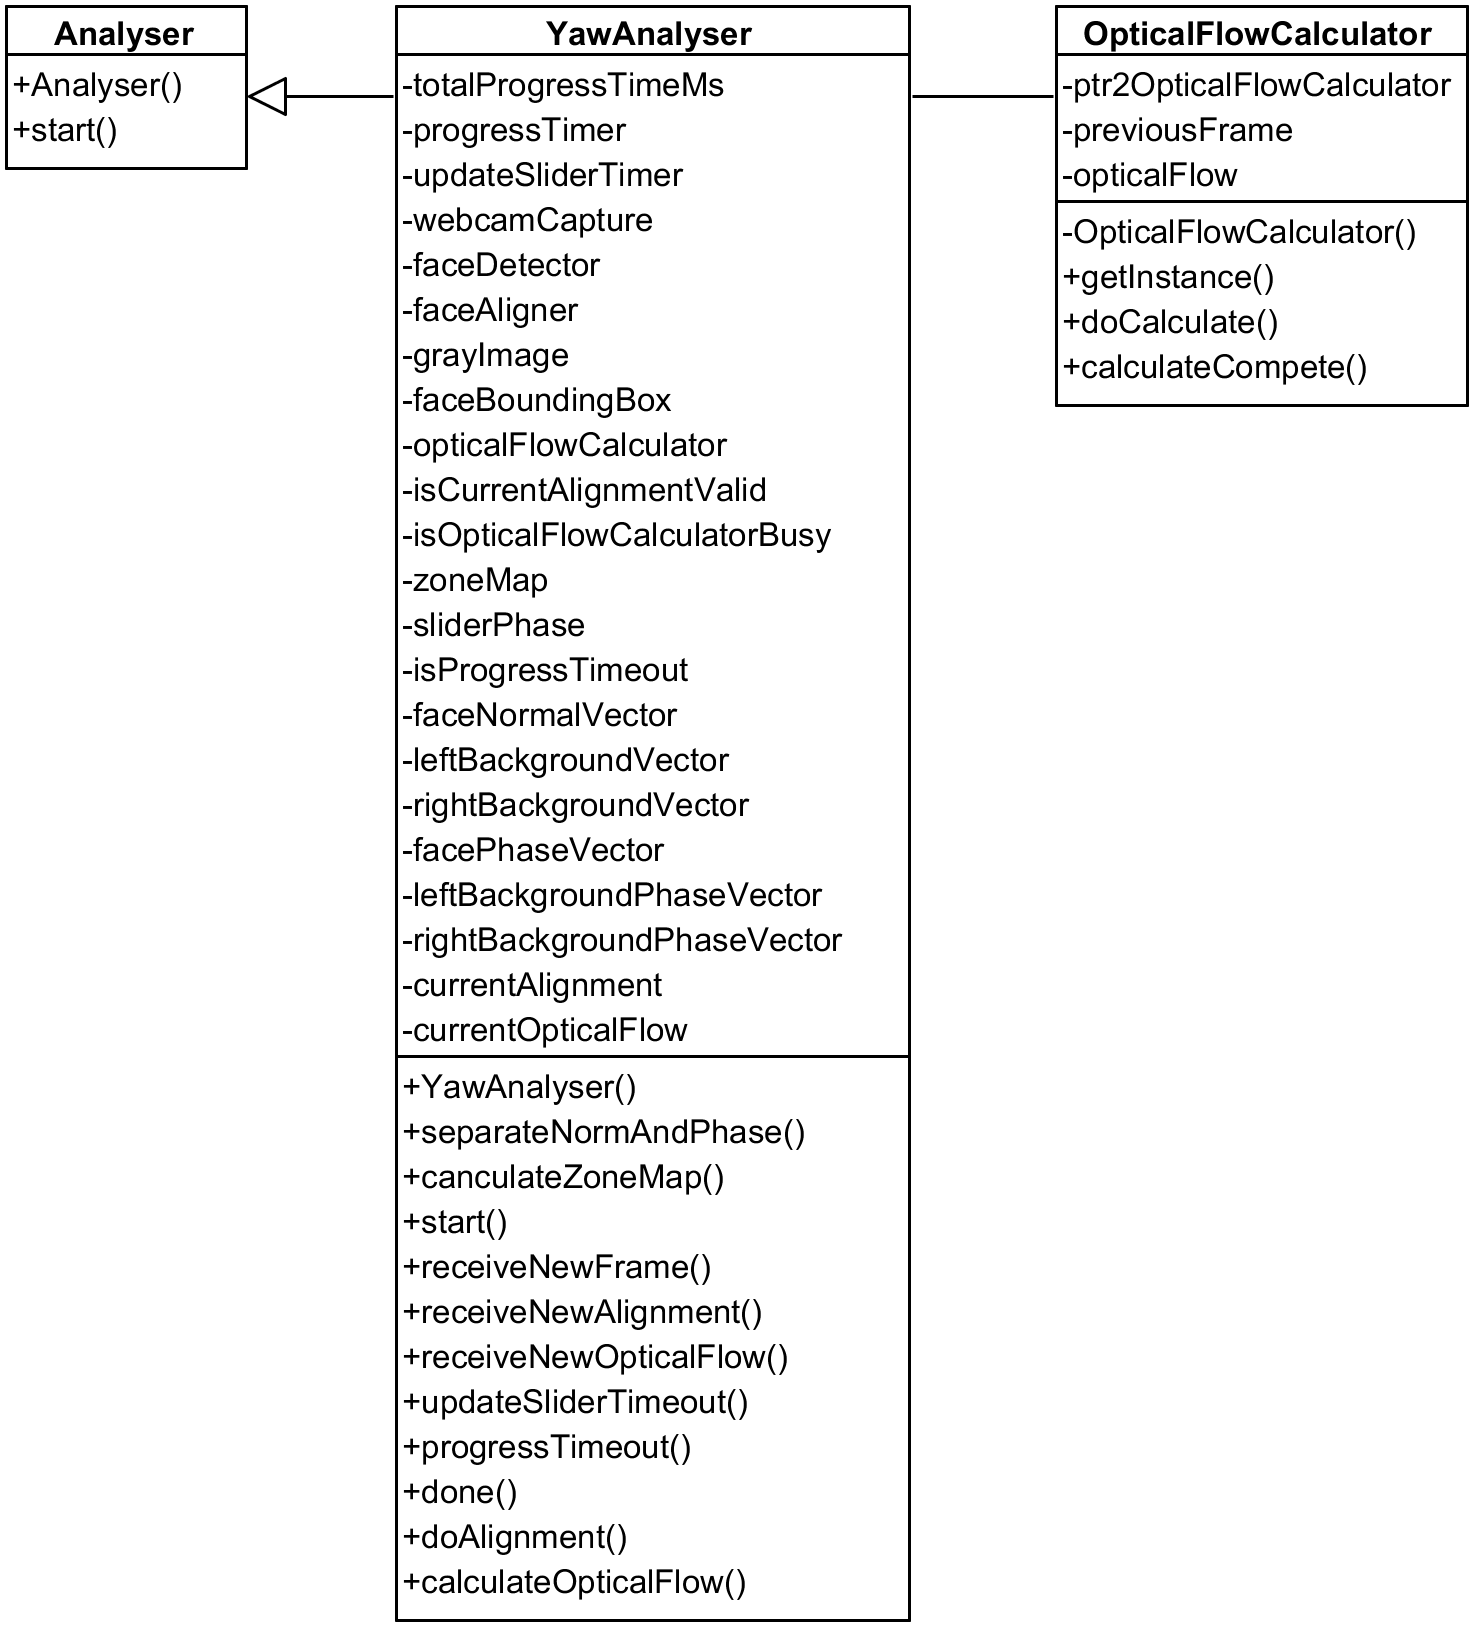 Analyser
+Analyser()
+start()
YawAnalyser
-totalProgressTimeMs
-progressTimer
-updateSliderTimer
-webcamCapture
-faceDetector
-faceAligner
-grayImage
-faceBoundingBox
-opticalFlowCalculator
-isCurrentAlignmentValid
-isOpticalFlowCalculatorBusy
-zoneMap
-sliderPhase
-isProgressTimeout
-faceNormalVector
-leftBackgroundVector
-rightBackgroundVector
-facePhaseVector
-leftBackgroundPhaseVector
-rightBackgroundPhaseVector
-currentAlignment
-currentOpticalFlow
+YawAnalyser()
+separateNormAndPhase()
+canculateZoneMap()
+start()
+receiveNewFrame()
+receiveNewAlignment()
+receiveNewOpticalFlow()
+updateSliderTimeout()
+progressTimeout()
+done()
+doAlignment()
+calculateOpticalFlow()
OpticalFlowCalculator
-ptr2OpticalFlowCalculator
-previousFrame
-opticalFlow
-OpticalFlowCalculator()
+getInstance()
+doCalculate()
+calculateCompete()